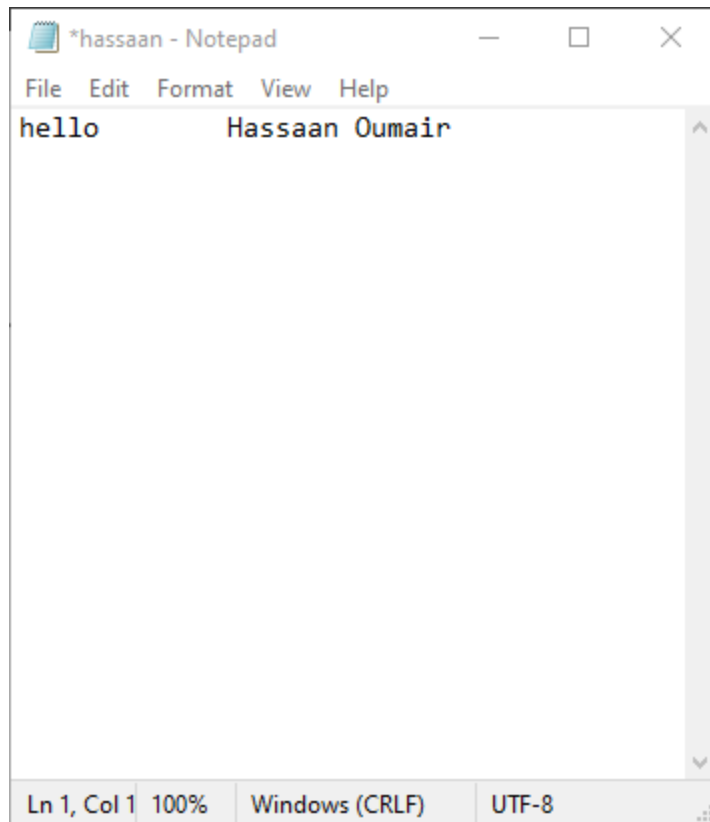 *hassaan - Notepad
File Edit Format View Help
hello        Hassaan Oumair
Ln 1, Col 1 100% Windows (CRLF) UTF-8